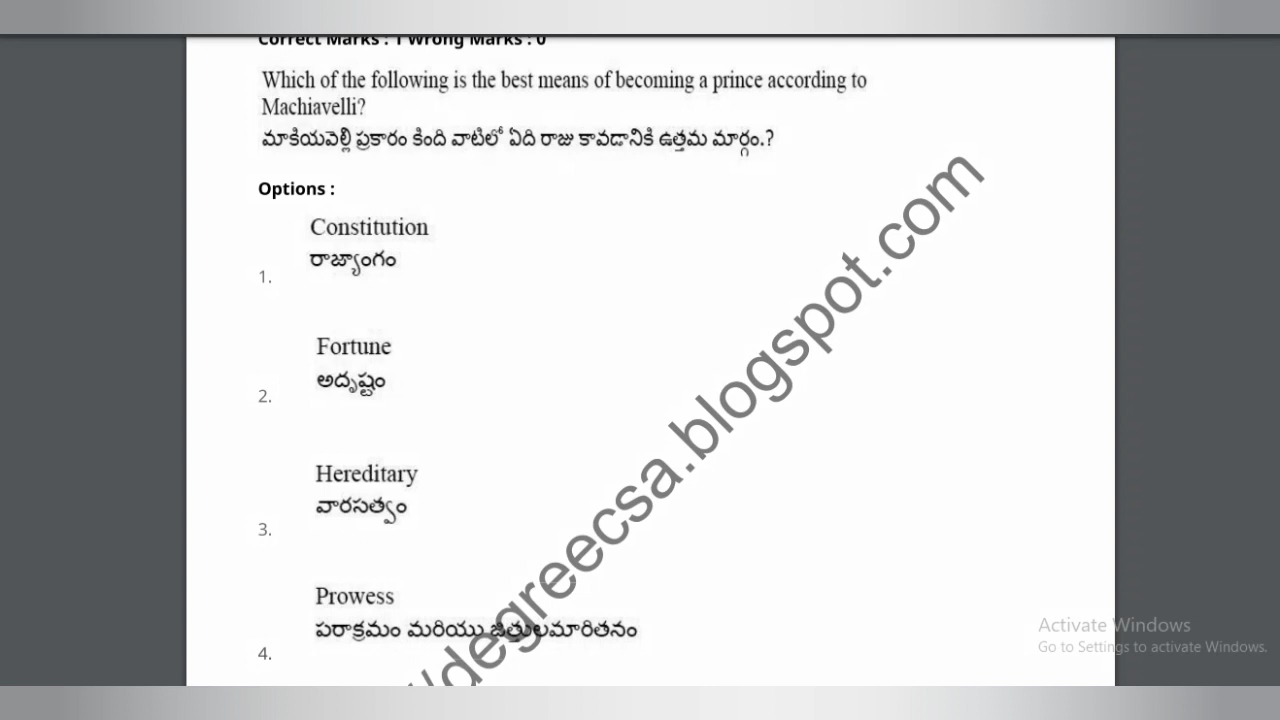 Correct Marks : 1 Wrong Marks : 0
Which of the following is the best means of becoming a prince according to
Machiavelli?
మాకియవెల్లి ప్రకారం కింది వాటిలో ఏది రాజు కావడానికి ఉత్తమ మార్గం.?
Options :
Constitution
రాజ్యాంగం
1.
Fortune
అదృష్టం
2.
Hereditary
వారసత్వం
3.
Prowess
పరాక్రమం మరియు జిత్తులమారితనం
4.
//degreecsa.blogspot.com
Activate Windows
Go to Settings to activate Windows.